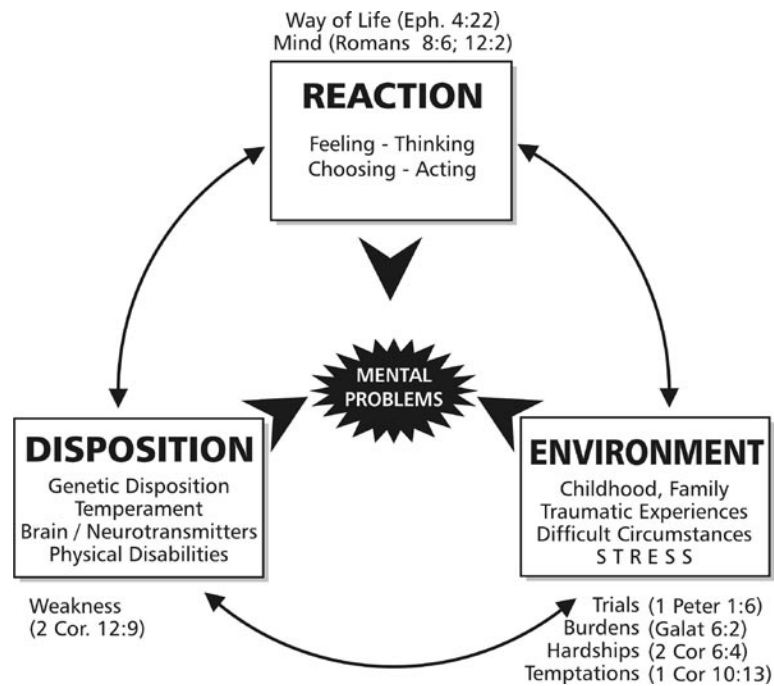 Way of Life (Eph. 4:22)
Mind (Romans 8:6; 12:2)
REACTION
Feeling - Thinking
Choosing - Acting
MENTAL
PROBLEMS
DISPOSITION
Genetic Disposition
Temperament
Brain / Neurotransmitters
Physical Disabilities
Weakness
(2 Cor. 12:9)
ENVIRONMENT
Childhood, Family
Traumatic Experiences
Difficult Circumstances
S T R E S S
Trials (1 Peter 1:6)
Burdens (Galat 6:2)
Hardships (2 Cor 6:4)
Temptations (1 Cor 10:13)